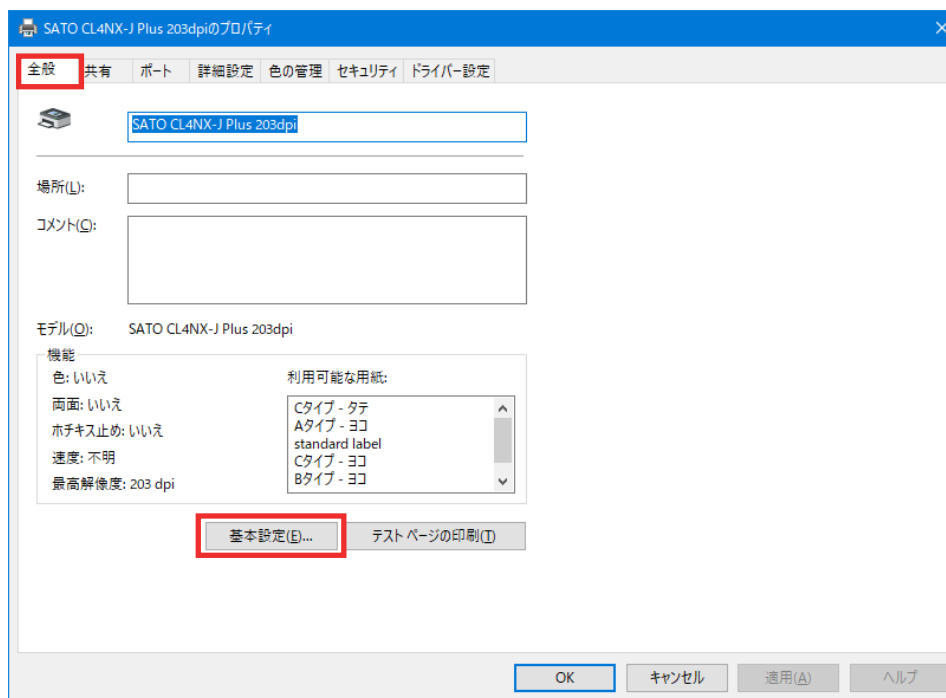 SATO CL4NX-J Plus 203dpiのプロパティ
全般 共有 ポート 詳細設定 色の管理 セキュリティ ドライバー設定
SATO CL4NX-J Plus 203dpi
場所(L):
コメント(C):
モデル(O): SATO CL4NX-J Plus 203dpi
機能
色: いいえ
両面: いいえ
ホチキス止め: いいえ
速度: 不明
最高解像度: 203 dpi
利用可能な用紙:
Cタイプ - タテ
Aタイプ - ヨコ
standard label
Cタイプ - ヨコ
Bタイプ - ヨコ
基本設定(E)... テスト ページの印刷(T)
OK キャンセル 適用(A) ヘルプ